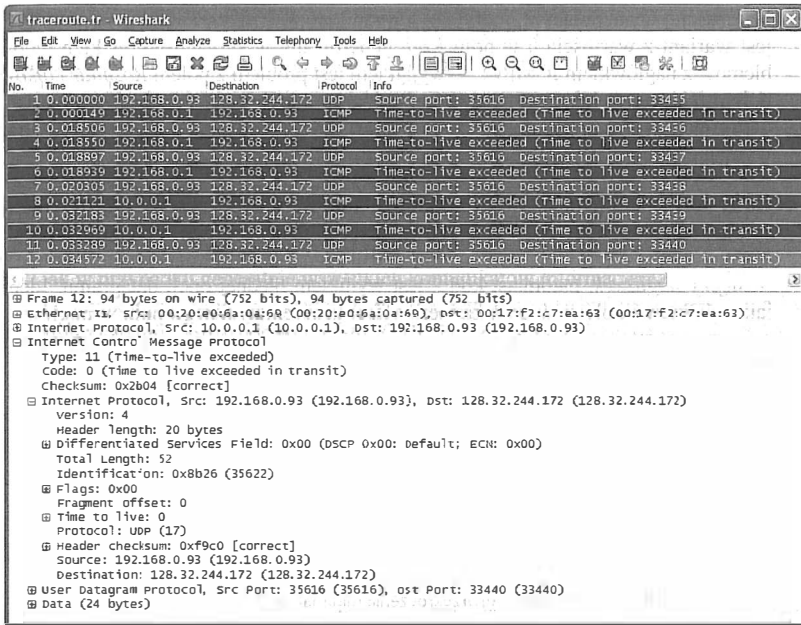 traceroute.tr - Wireshark
File Edit View Go Capture Analyze Statistics Telephony Tools Help
No. Time Source Destination Protocol Info
1 0.000000 192.168.0.93 128.32.244.172 UDP Source port: 35616 Destination port: 33435
2 0.000149 192.168.0.1 192.168.0.93 ICMP Time-to-live exceeded (Time to live exceeded in transit)
3 0.018506 192.168.0.93 128.32.244.172 UDP Source port: 35616 Destination port: 33436
4 0.018550 192.168.0.1 192.168.0.93 ICMP Time-to-live exceeded (Time to live exceeded in transit)
5 0.018897 192.168.0.93 128.32.244.172 UDP Source port: 35616 Destination port: 33437
6 0.018939 192.168.0.1 192.168.0.93 ICMP Time-to-live exceeded (Time to live exceeded in transit)
7 0.020305 192.168.0.93 128.32.244.172 UDP Source port: 35616 Destination port: 33438
8 0.021121 10.0.0.1 192.168.0.93 ICMP Time-to-live exceeded (Time to live exceeded in transit)
9 0.032183 192.168.0.93 128.32.244.172 UDP Source port: 35616 Destination port: 33439
10 0.032969 10.0.0.1 192.168.0.93 ICMP Time-to-live exceeded (Time to live exceeded in transit)
11 0.033289 192.168.0.93 128.32.244.172 UDP Source port: 35616 Destination port: 33440
12 0.034572 10.0.0.1 192.168.0.93 ICMP Time-to-live exceeded (Time to live exceeded in transit)
Frame 12: 94 bytes on wire (752 bits), 94 bytes captured (752 bits)
Ethernet II, Src: 00:20:e0:6a:0a:69 (00:20:e0:6a:0a:69), Dst: 00:17:f2:c7:ea:63 (00:17:f2:c7:ea:63)
Internet Protocol, Src: 10.0.0.1 (10.0.0.1), Dst: 192.168.0.93 (192.168.0.93)
Internet Control Message Protocol
Type: 11 (Time-to-live exceeded)
Code: 0 (Time to live exceeded in transit)
Checksum: 0x2b04 [correct]
Internet Protocol, Src: 192.168.0.93 (192.168.0.93), Dst: 128.32.244.172 (128.32.244.172)
Version: 4
Header length: 20 bytes
Differentiated Services Field: 0x00 (DSCP 0x00: Default; ECN: 0x00)
Total Length: 52
Identification: 0x8b26 (35622)
Flags: 0x00
Fragment offset: 0
Time to live: 0
Protocol: UDP (17)
Header checksum: 0xf9c0 [correct]
Source: 192.168.0.93 (192.168.0.93)
Destination: 128.32.244.172 (128.32.244.172)
User Datagram Protocol, Src Port: 35616 (35616), Dst Port: 33440 (33440)
Data (24 bytes)